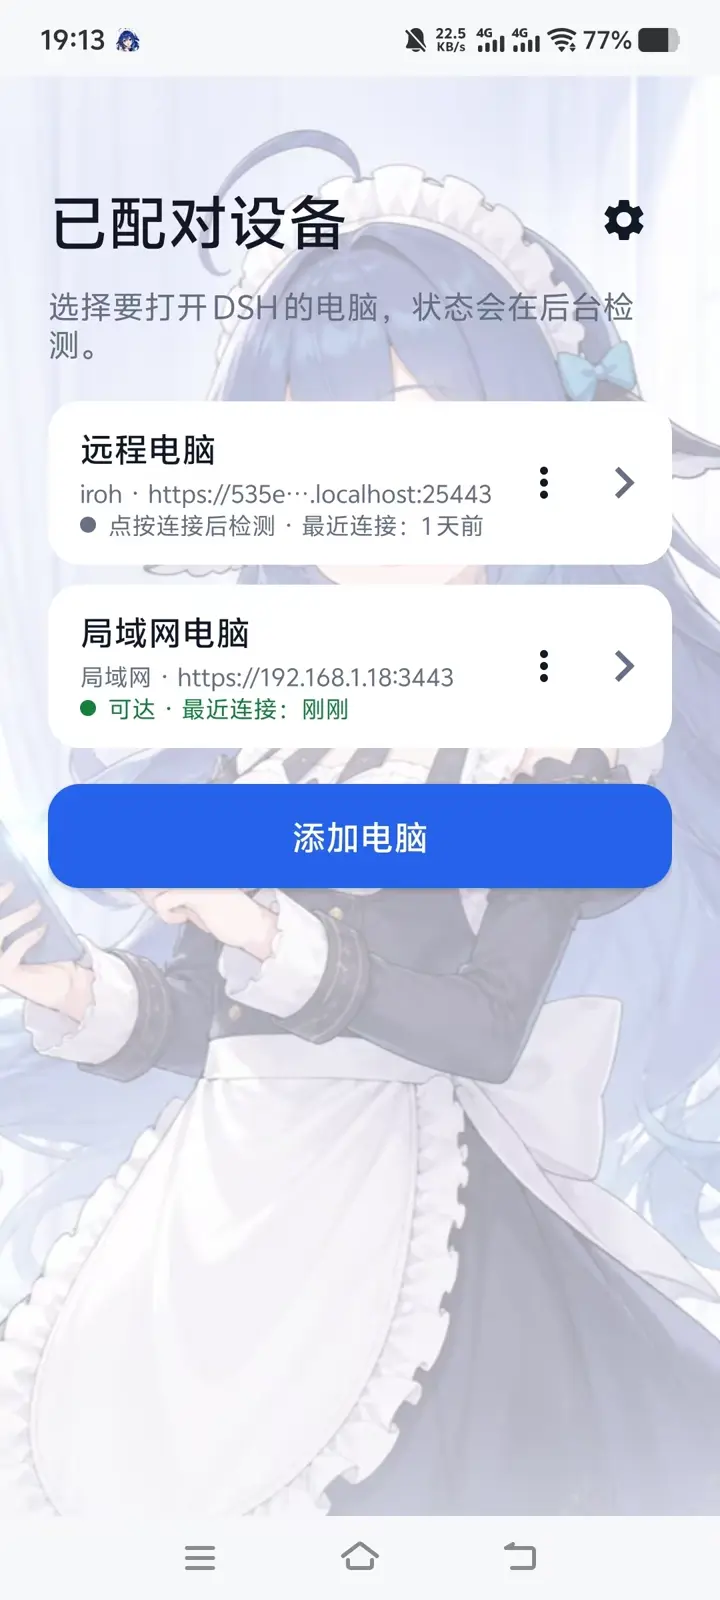 19:13
22.5 KB/s 4G 4G 77%
已配对设备
选择要打开DSH的电脑，状态会在后台检
测。
远程电脑
iroh · https://535e….localhost:25443
点按连接后检测 · 最近连接：1天前
局域网电脑
局域网 · https://192.168.1.18:3443
可达 · 最近连接：刚刚
添加电脑